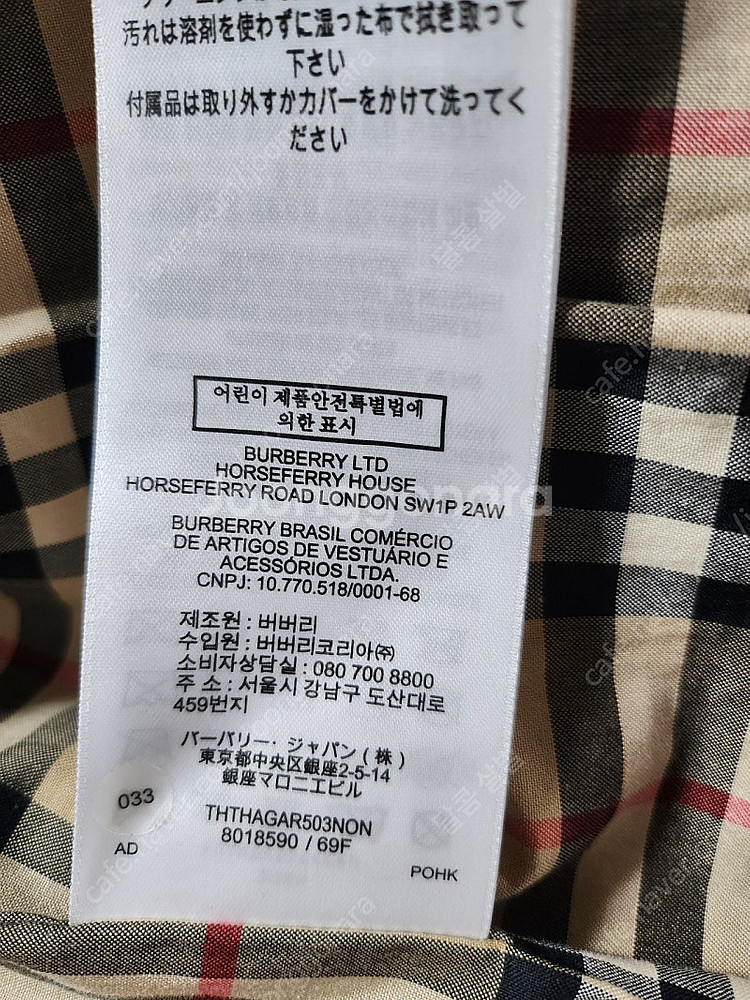 汚れは溶剤を使わずに湿った布で拭き取って
下さい
付属品は取り外すかカバーをかけて洗ってく
ださい
어린이 제품안전특별법에
의한 표시
BURBERRY LTD
HORSEFERRY HOUSE
HORSEFERRY ROAD LONDON SW1P 2AW
BURBERRY BRASIL COMÉRCIO
DE ARTIGOS DE VESTUÁRIO E
ACESSÓRIOS LTDA.
CNPJ: 10.770.518/0001-68
제조원 : 버버리
수입원 : 버버리코리아㈜
소비자상담실 : 080 700 8800
주 소 : 서울시 강남구 도산대로
459번지
バーバリー・ジャパン（株）
東京都中央区銀座2-5-14
銀座マロニエビル
033
THTHAGAR503NON
8018590 / 69F
AD
POHK